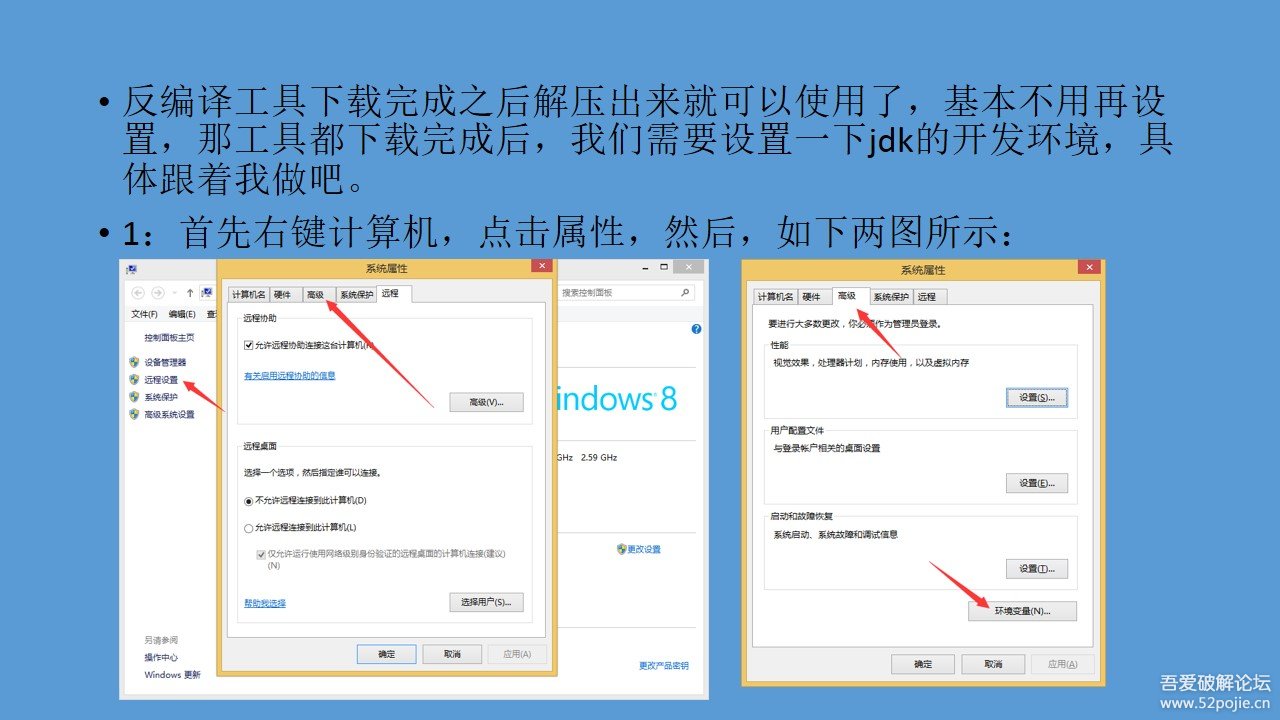 • 反编译工具下载完成之后解压出来就可以使用了，基本不用再设
置，那工具都下载完成后，我们需要设置一下jdk的开发环境，具
体跟着我做吧。
• 1：首先右键计算机，点击属性，然后，如下两图所示：
搜索控制面板
文件(F) 编辑(E) 查
控制面板主页
设备管理器
远程设置
系统保护
高级系统设置
另请参阅
操作中心
Windows 更新
系统属性
计算机名 硬件 高级 系统保护 远程
远程协助
允许远程协助连接这台计算机(R)
有关启用远程协助的信息
高级(V)...
远程桌面
选择一个选项，然后指定谁可以连接。
不允许远程连接到此计算机(D)
允许远程连接到此计算机(L)
仅允许运行使用网络级别身份验证的远程桌面的计算机连接(建议)
(N)
帮助我选择
选择用户(S)...
确定 取消 应用(A)
indows 8
GHz 2.59 GHz
更改设置
更改产品密钥
系统属性
计算机名 硬件 高级 系统保护 远程
要进行大多数更改，你必须作为管理员登录。
性能
视觉效果，处理器计划，内存使用，以及虚拟内存
设置(S)...
用户配置文件
与登录帐户相关的桌面设置
设置(E)...
启动和故障恢复
系统启动、系统故障和调试信息
设置(T)...
环境变量(N)...
确定 取消 应用(A)
吾爱破解论坛
www.52pojie.cn